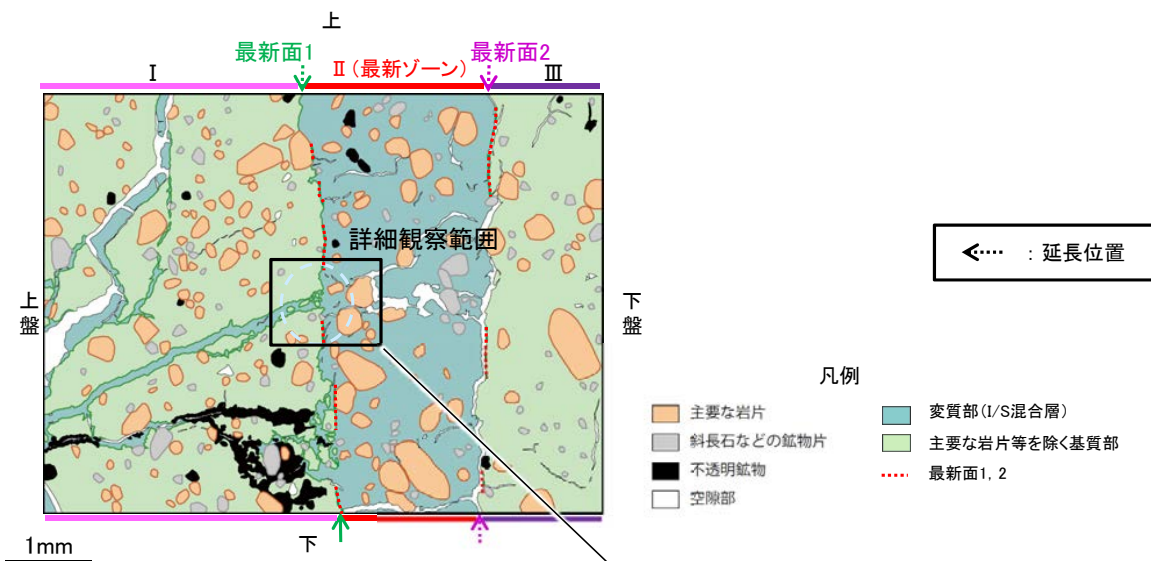 上
最新面1
最新面2
Ⅰ
Ⅱ(最新ゾーン)
Ⅲ
詳細観察範囲
上
盤
下
盤
：延長位置
凡例
主要な岩片
斜長石などの鉱物片
不透明鉱物
空隙部
変質部(I/S混合層)
主要な岩片等を除く基質部
最新面1, 2
下
1mm